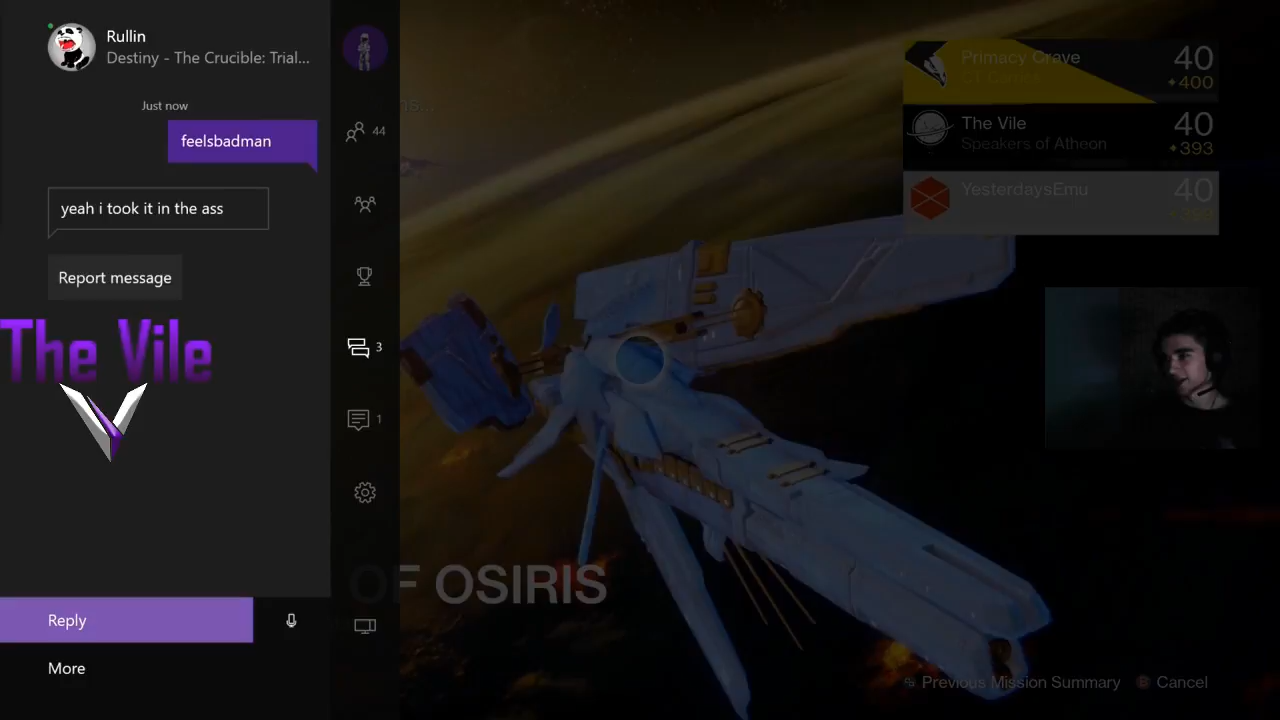 Rullin
Destiny - The Crucible: Trial...
Just now
feelsbadman
yeah i took it in the ass
Report message
The Vile
Reply
More
44
3
1
OF OSIRIS
Primacy Crave
40
+400
The Vile
Speakers of Atheon
40
+393
YesterdaysEmu
40
Previous Mission Summary
Cancel